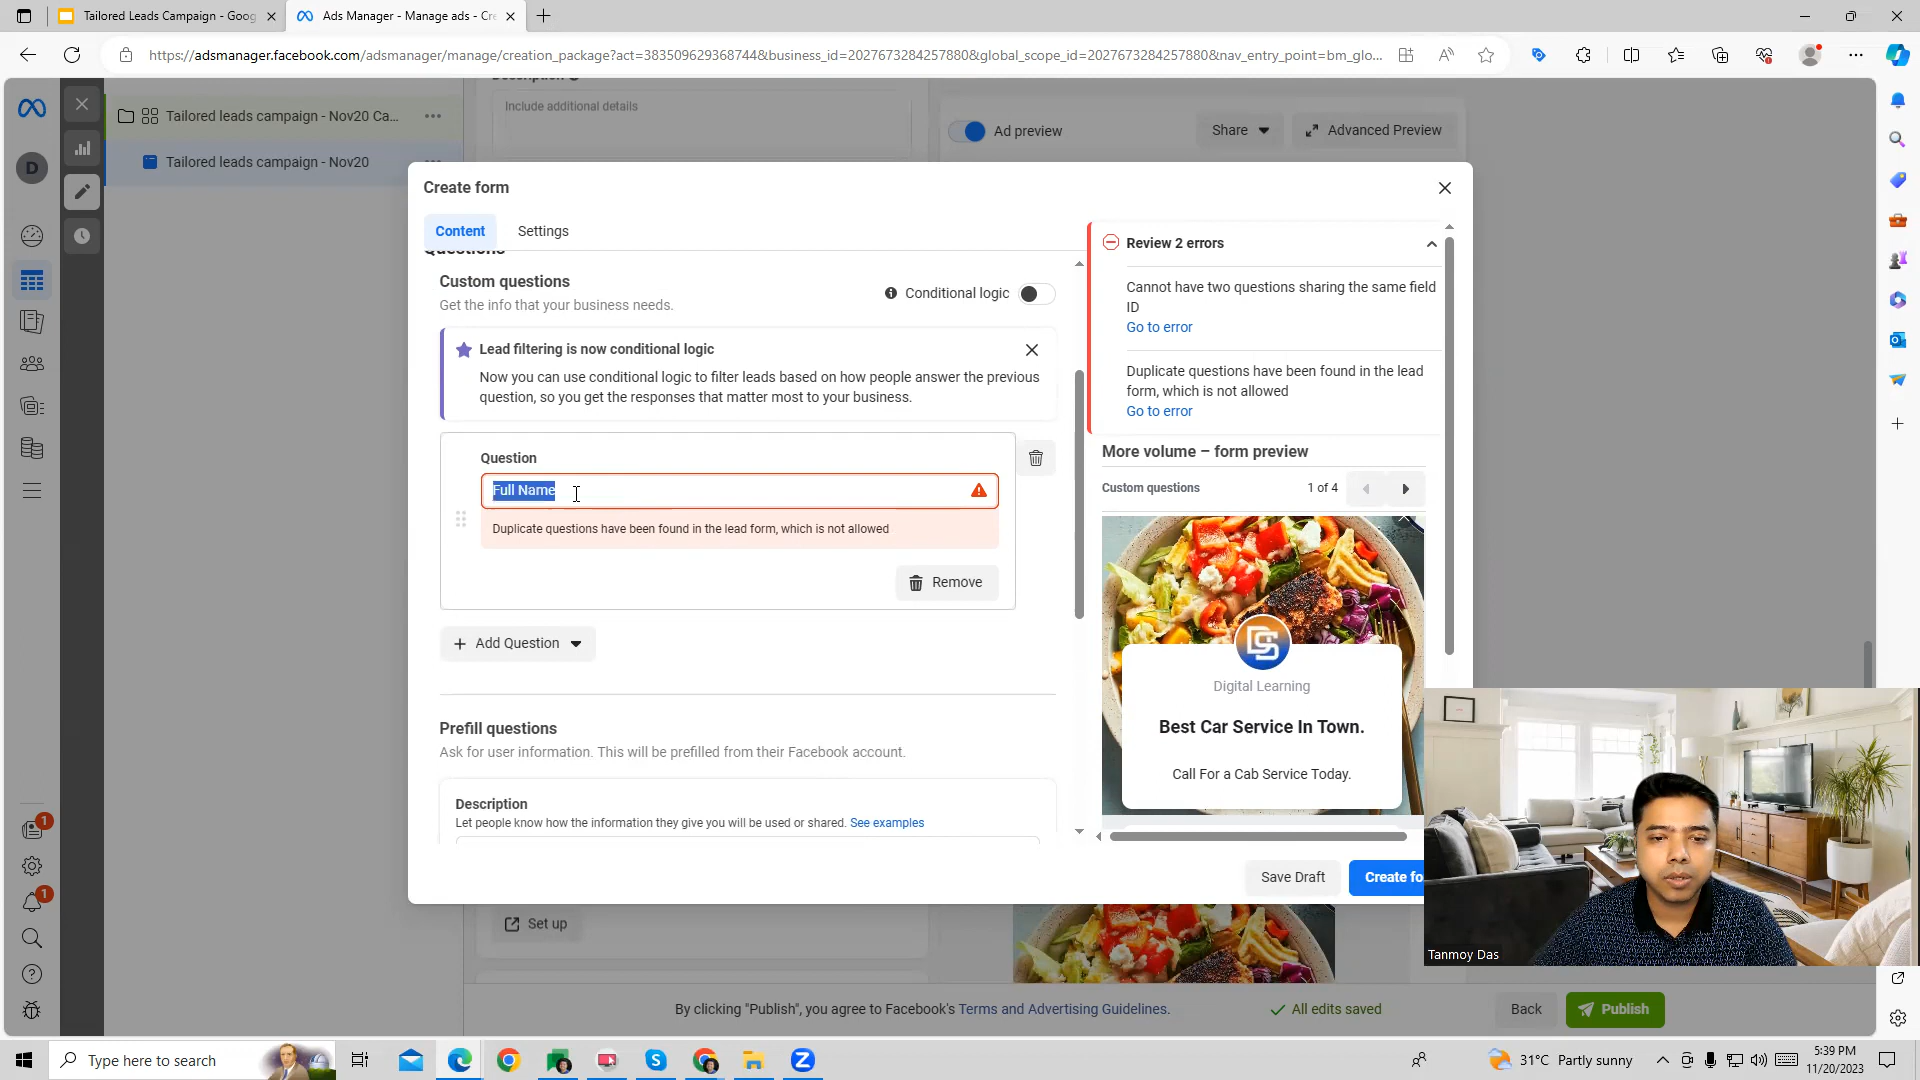 Tailored Leads Campaign - Goog
Ads Manager - Manage ads - Cre
https://adsmanager.facebook.com/adsmanager/manage/creation_package?act=383509629368744&business_id=2027673284257880&global_scope_id=2027673284257880&nav_entry_point=bm_glo...
D
Tailored leads campaign - Nov20 Ca...
Tailored leads campaign - Nov20
Include additional details
Ad preview
Share
Advanced Preview
Create form
Content
Settings
Questions
Custom questions
Get the info that your business needs.
Conditional logic
Lead filtering is now conditional logic
Now you can use conditional logic to filter leads based on how people answer the previous
question, so you get the responses that matter most to your business.
Question
Full Name
Duplicate questions have been found in the lead form, which is not allowed
Remove
Add Question
Prefill questions
Ask for user information. This will be prefilled from their Facebook account.
Description
Let people know how the information they give you will be used or shared. See examples
Review 2 errors
Cannot have two questions sharing the same field
ID
Go to error
Duplicate questions have been found in the lead
form, which is not allowed
Go to error
More volume – form preview
Custom questions
1 of 4
DS
Digital Learning
Best Car Service In Town.
Call For a Cab Service Today.
Save Draft
Create fo
Set up
By clicking "Publish", you agree to Facebook's Terms and Advertising Guidelines.
All edits saved
Back
Publish
Tanmoy Das
1
1
Type here to search
31°C Partly sunny
5:39 PM
11/20/2023